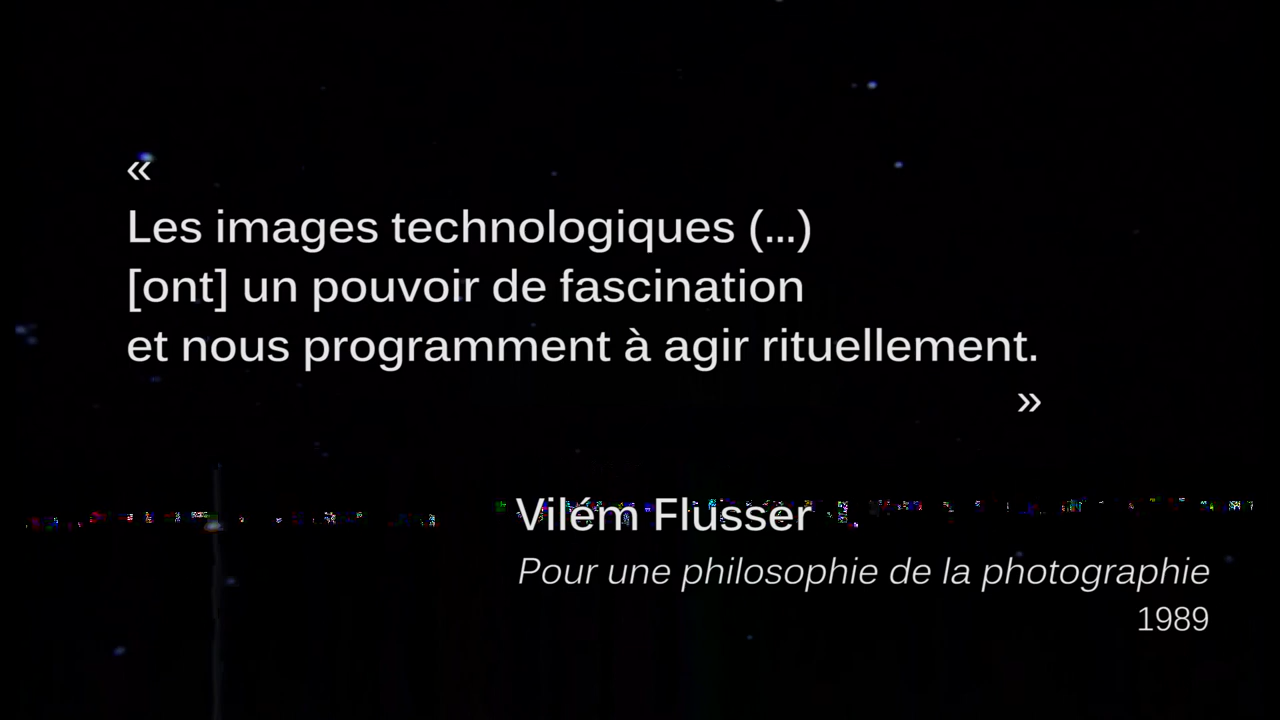 «
Les images technologiques (...)
[ont] un pouvoir de fascination
et nous programment à agir rituellement.
»
Vilém Flusser
Pour une philosophie de la photographie
1989